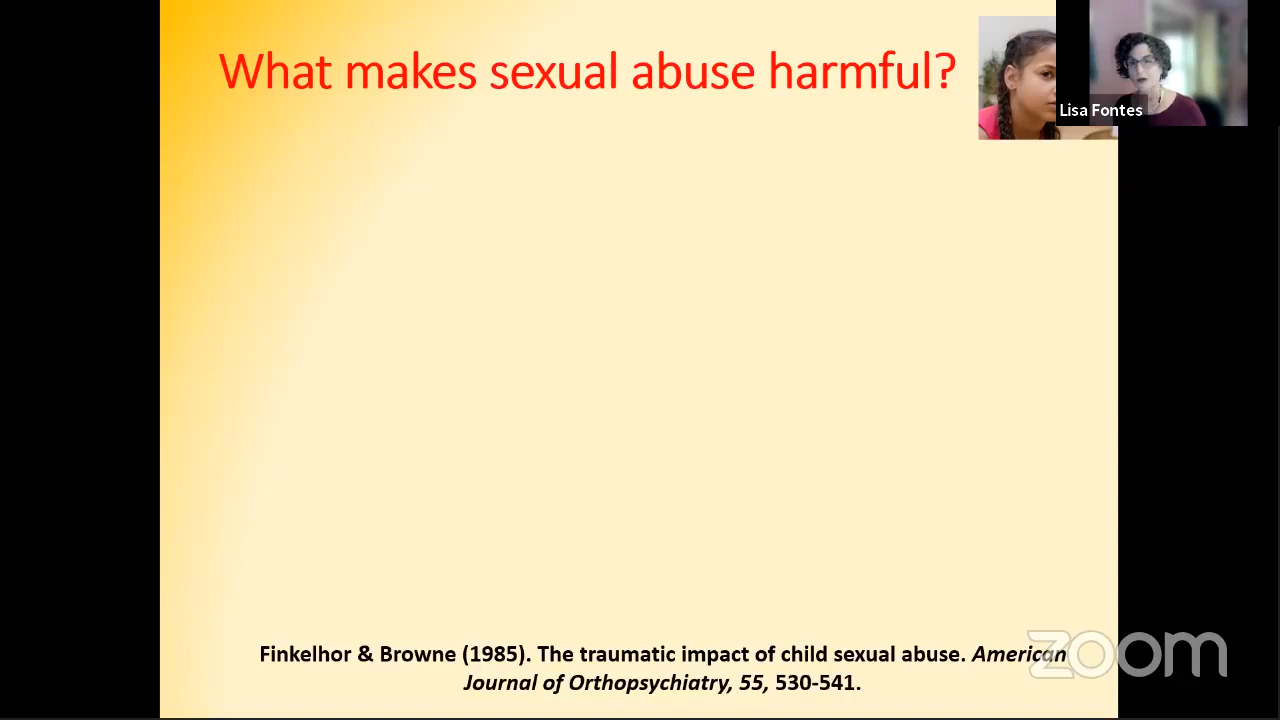 What makes sexual abuse harmful?
Lisa Fontes
Finkelhor & Browne (1985). The traumatic impact of child sexual abuse. American
Journal of Orthopsychiatry, 55, 530-541.
zoom